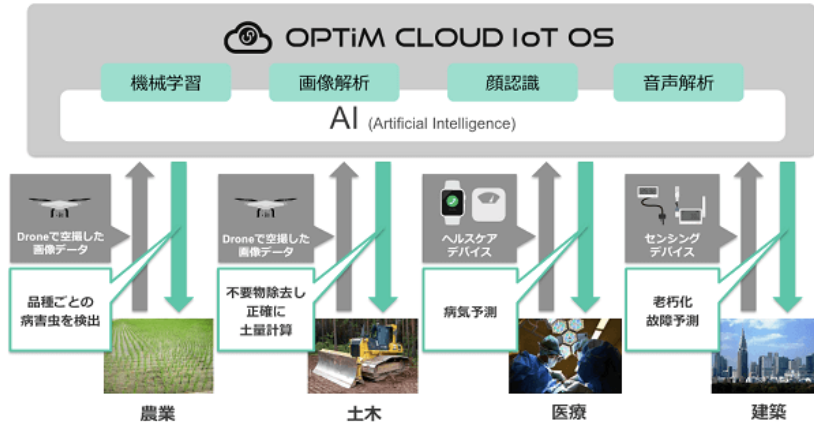 OPTiM CLOUD IoT OS
機械学習
画像解析
顔認識
音声解析
AI (Artificial Intelligence)
Droneで空撮した
画像データ
Droneで空撮した
画像データ
ヘルスケア
デバイス
センシング
デバイス
品種ごとの
病害虫を検出
不要物除去し
正確に
土量計算
病気予測
老朽化
故障予測
農業
土木
医療
建築